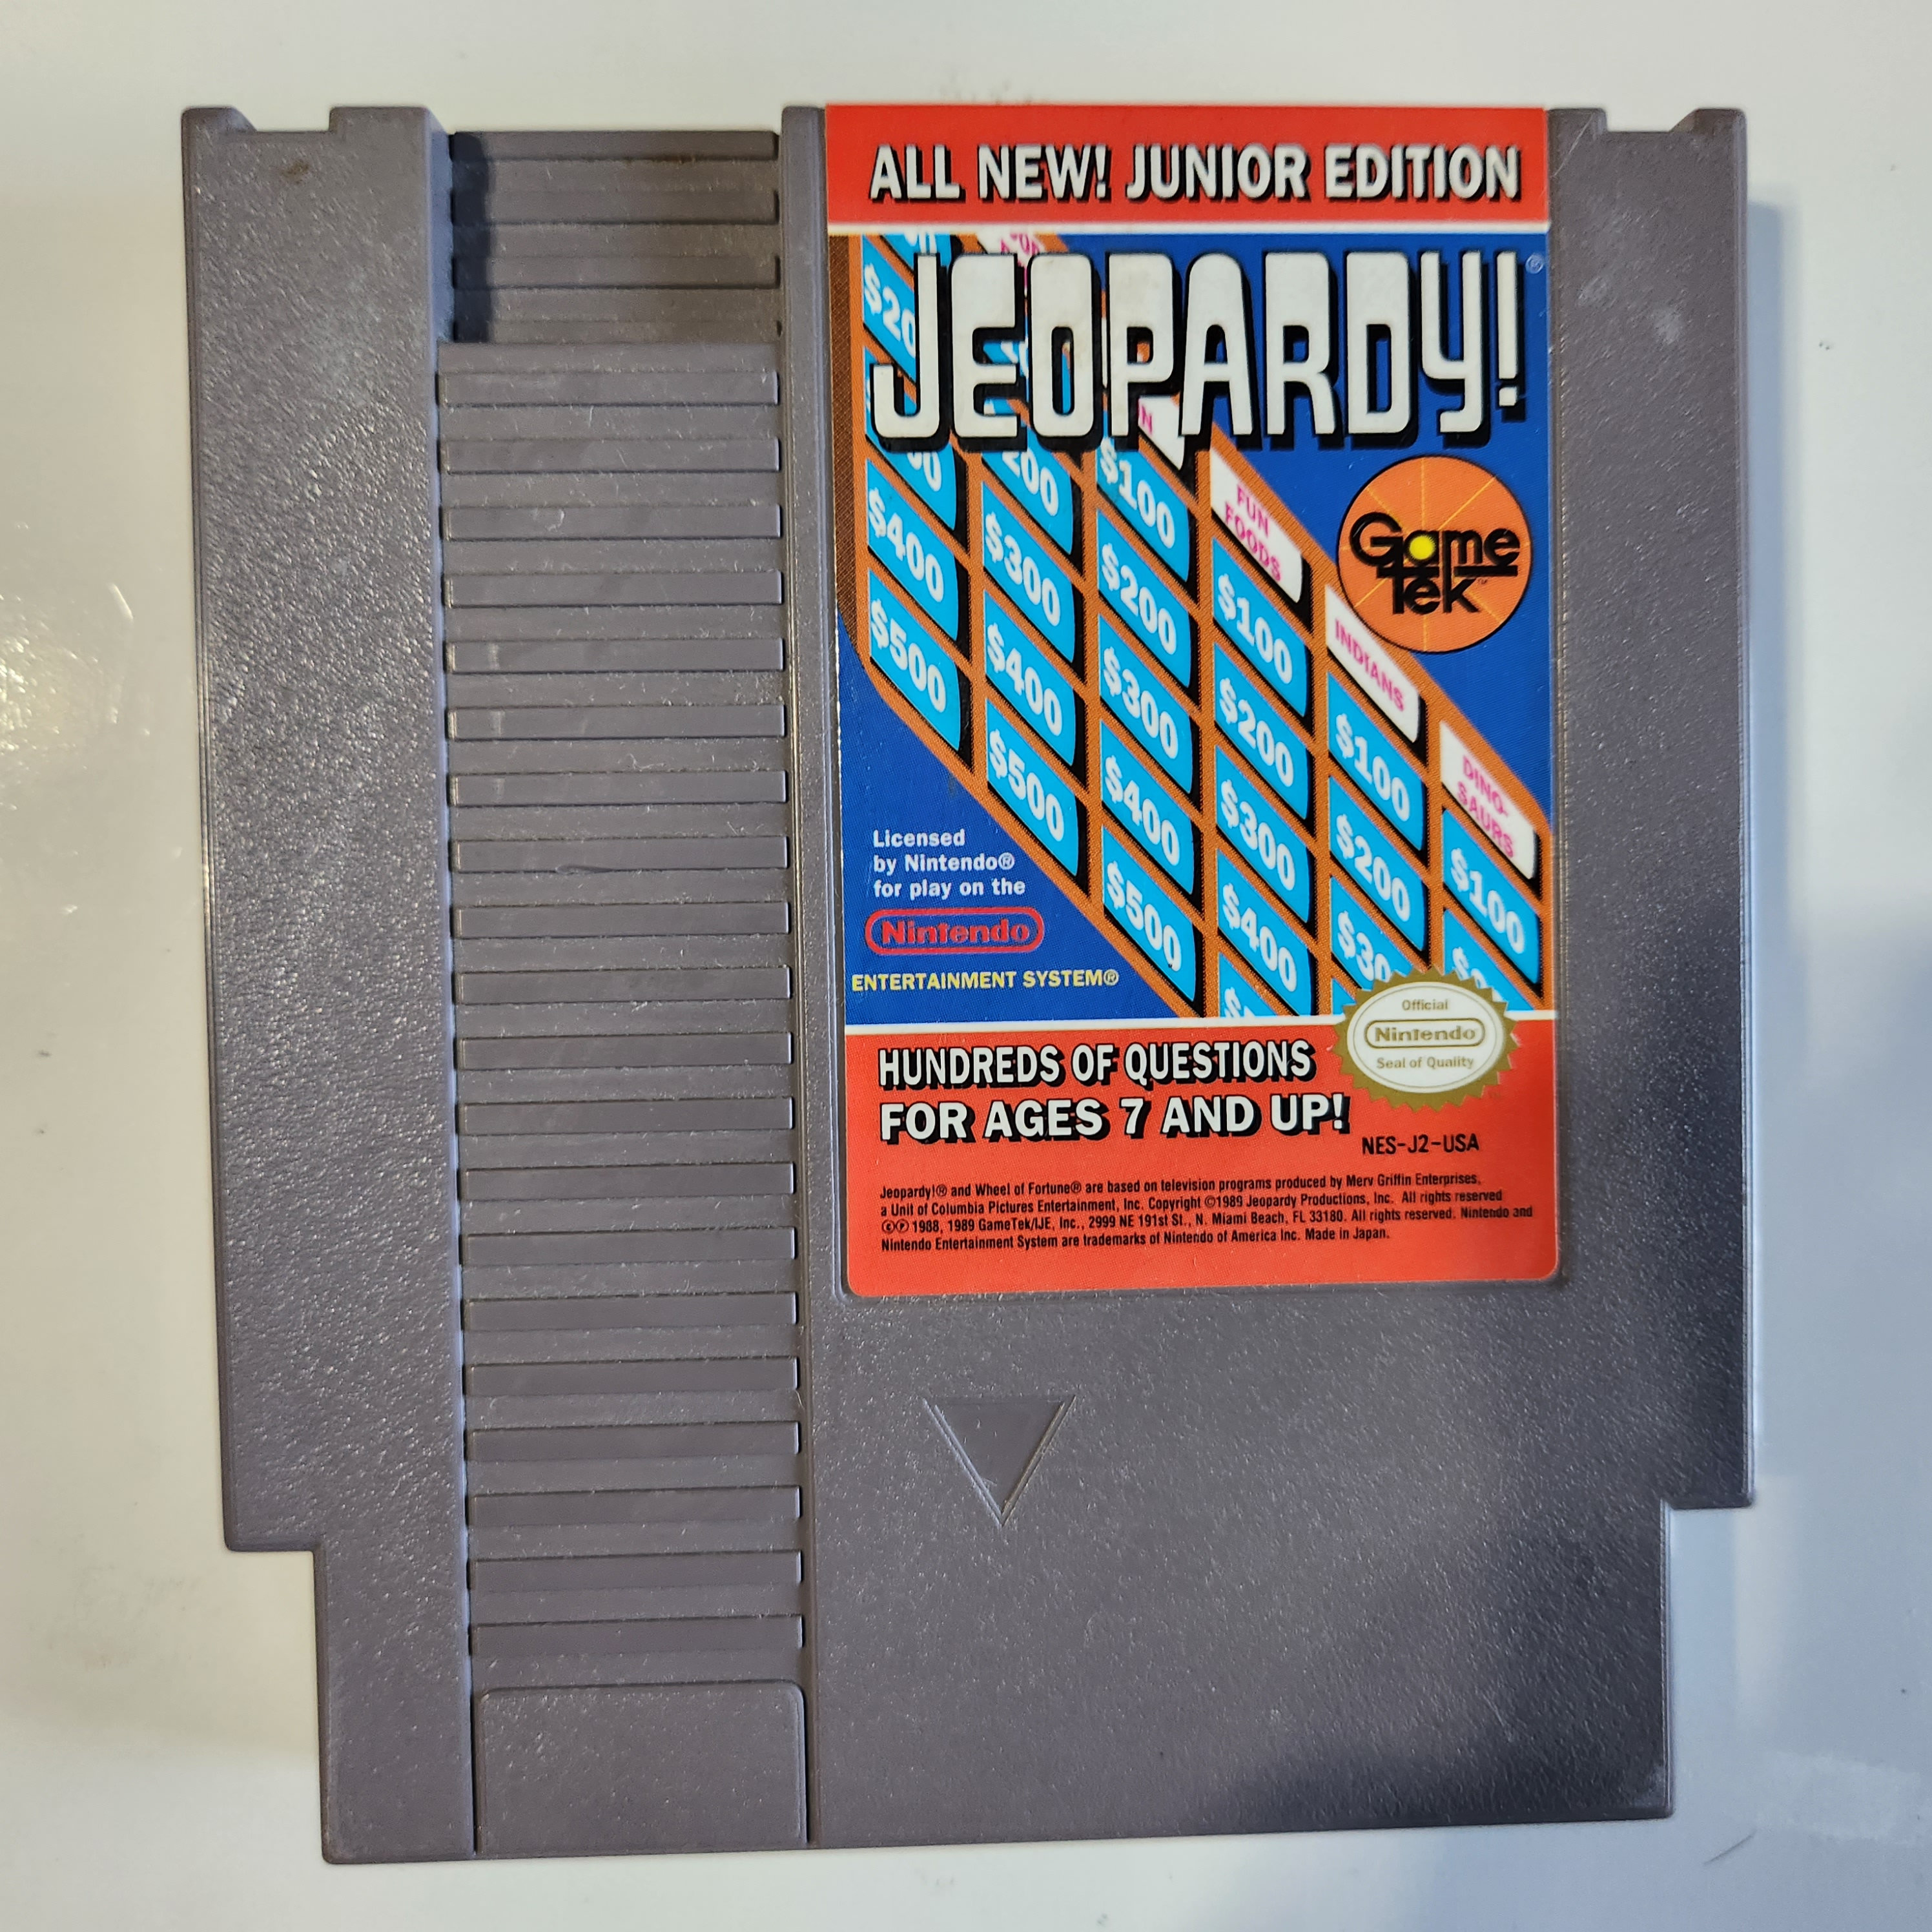 ALL NEW! JUNIOR EDITION
JEOPARDY!®
$400
$500
200
$300
$400
$500
$100
$200
$300
$400
$500
FUN
FOODS
$100
$200
$300
$400
INDIANS
$100
$200
$30
DINO-
SAURS
$100
Game
Tek™
Licensed
by Nintendo®
for play on the
Nintendo
ENTERTAINMENT SYSTEM®
Official
Nintendo
Seal of Quality
HUNDREDS OF QUESTIONS
FOR AGES 7 AND UP!
NES-J2-USA
Jeopardy!® and Wheel of Fortune® are based on television programs produced by Merv Griffin Enterprises,
a Unit of Columbia Pictures Entertainment, Inc. Copyright ©1989 Jeopardy Productions, Inc. All rights reserved
©℗ 1988, 1989 GameTek/IJE, Inc., 2999 NE 191st St., N. Miami Beach, FL 33180. All rights reserved. Nintendo and
Nintendo Entertainment System are trademarks of Nintendo of America Inc. Made in Japan.